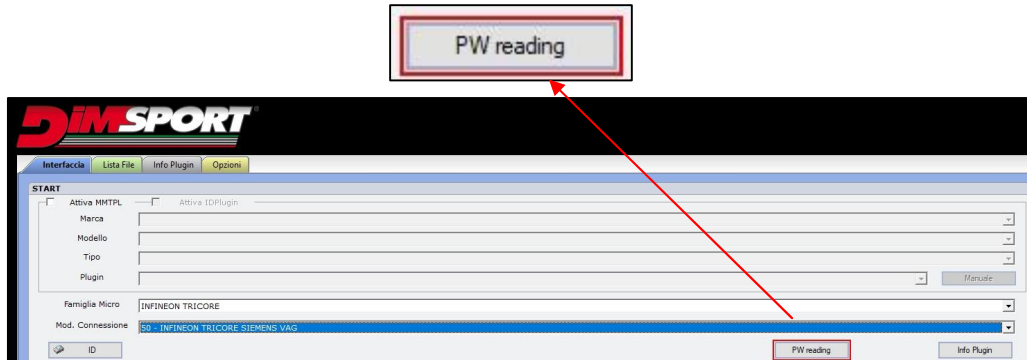 PW reading
DIMSPORT®
Interfaccia Lista File Info Plugin Opzioni
START
Attiva MMTPL Attiva IDPlugin
Marca
Modello
Tipo
Plugin Manuale
Famiglia Micro INFINEON TRICORE
Mod. Connessione S0 - INFINEON TRICORE SIEMENS VAG
ID PW reading Info Plugin